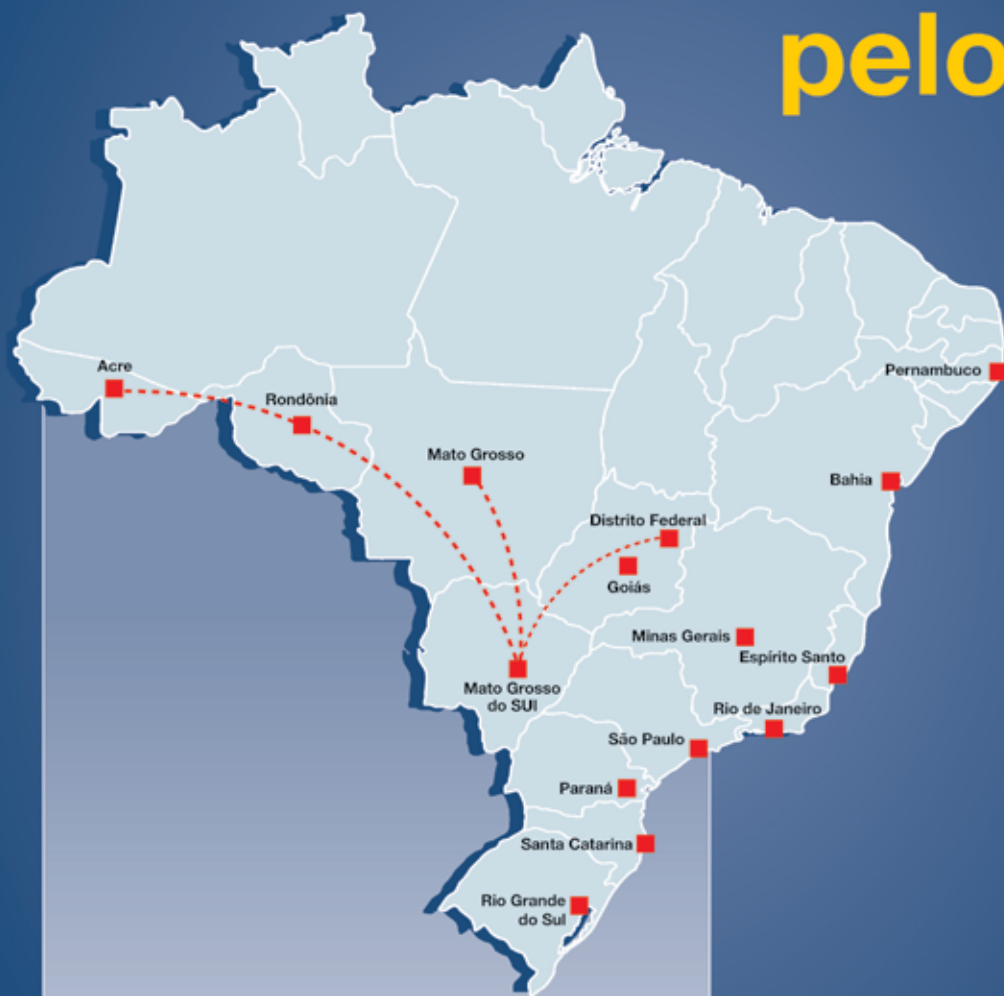 pelo
Acre
Rondônia
Pernambuco
Mato Grosso
Bahia
Distrito Federal
Goiás
Minas Gerais
Espírito Santo
Mato Grosso
do SUl
Rio de Janeiro
São Paulo
Paraná
Santa Catarina
Rio Grande
do Sul